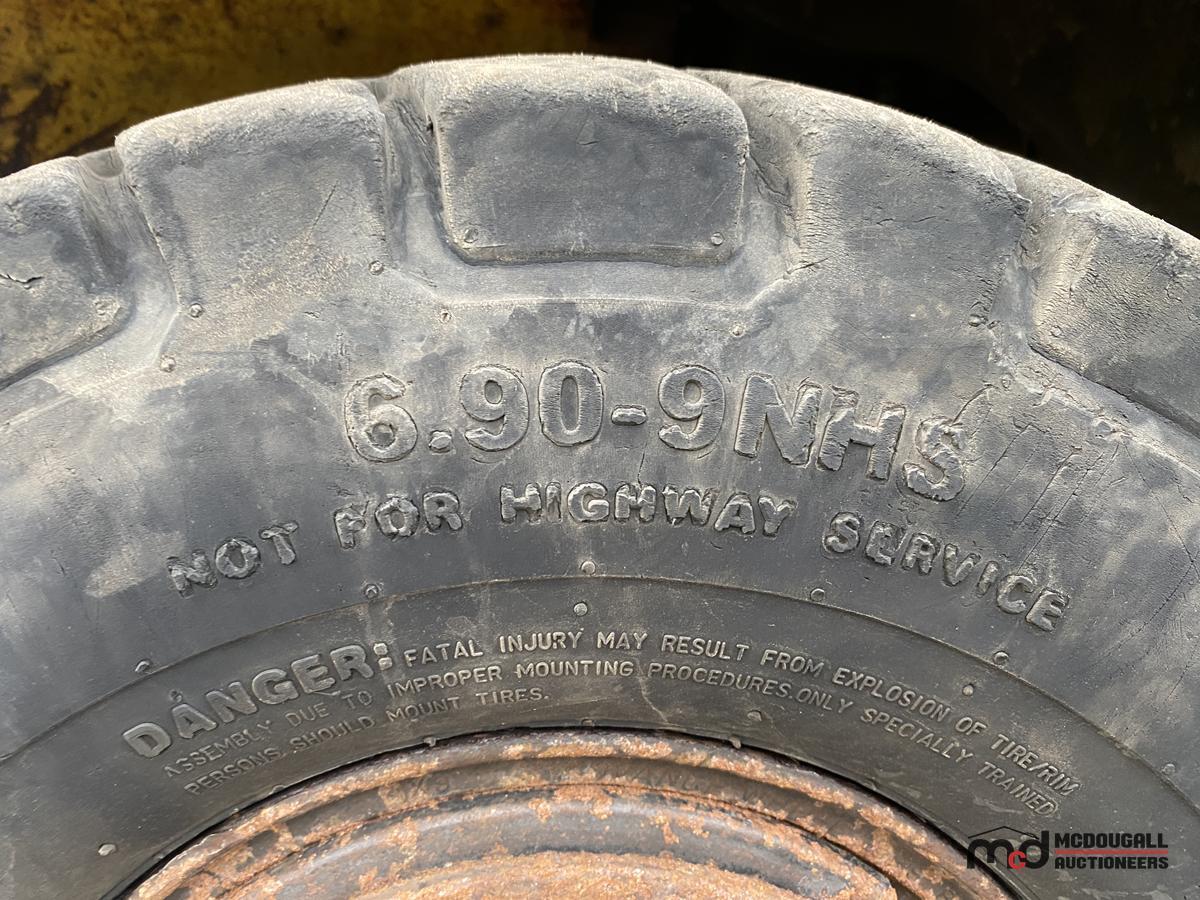 6.90-9NHS
NOT FOR HIGHWAY SERVICE
DANGER: FATAL INJURY MAY RESULT FROM EXPLOSION OF TIRE/RIM
ASSEMBLY DUE TO IMPROPER MOUNTING PROCEDURES.ONLY SPECIALLY TRAINED
PERSONS SHOULD MOUNT TIRES.
mcd MCDOUGALL
AUCTIONEERS